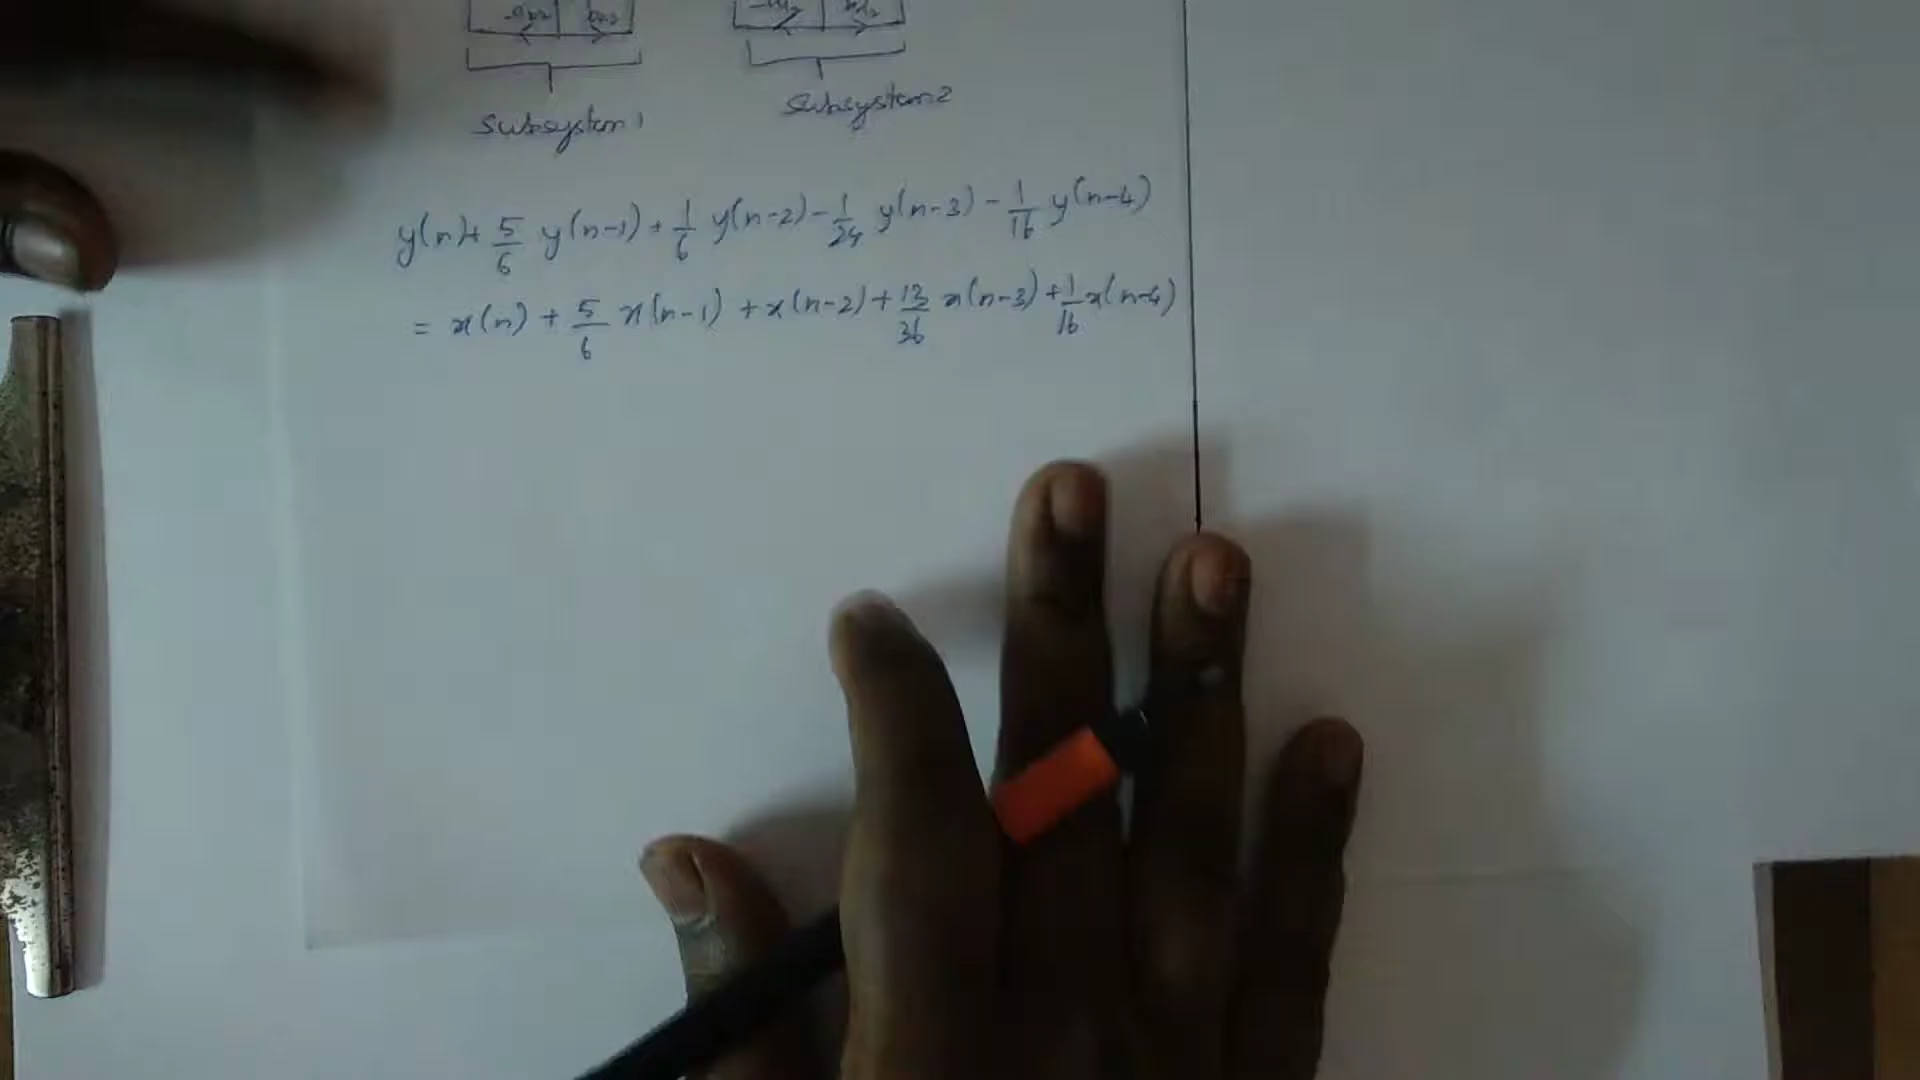 Subsystem 1 Subsystem 2
y(n) + 5/6 y(n-1) + 1/6 y(n-2) - 1/24 y(n-3) - 1/16 y(n-4)
= x(n) + 5/6 x(n-1) + x(n-2) + 13/36 x(n-3) + 1/16 x(n-4)